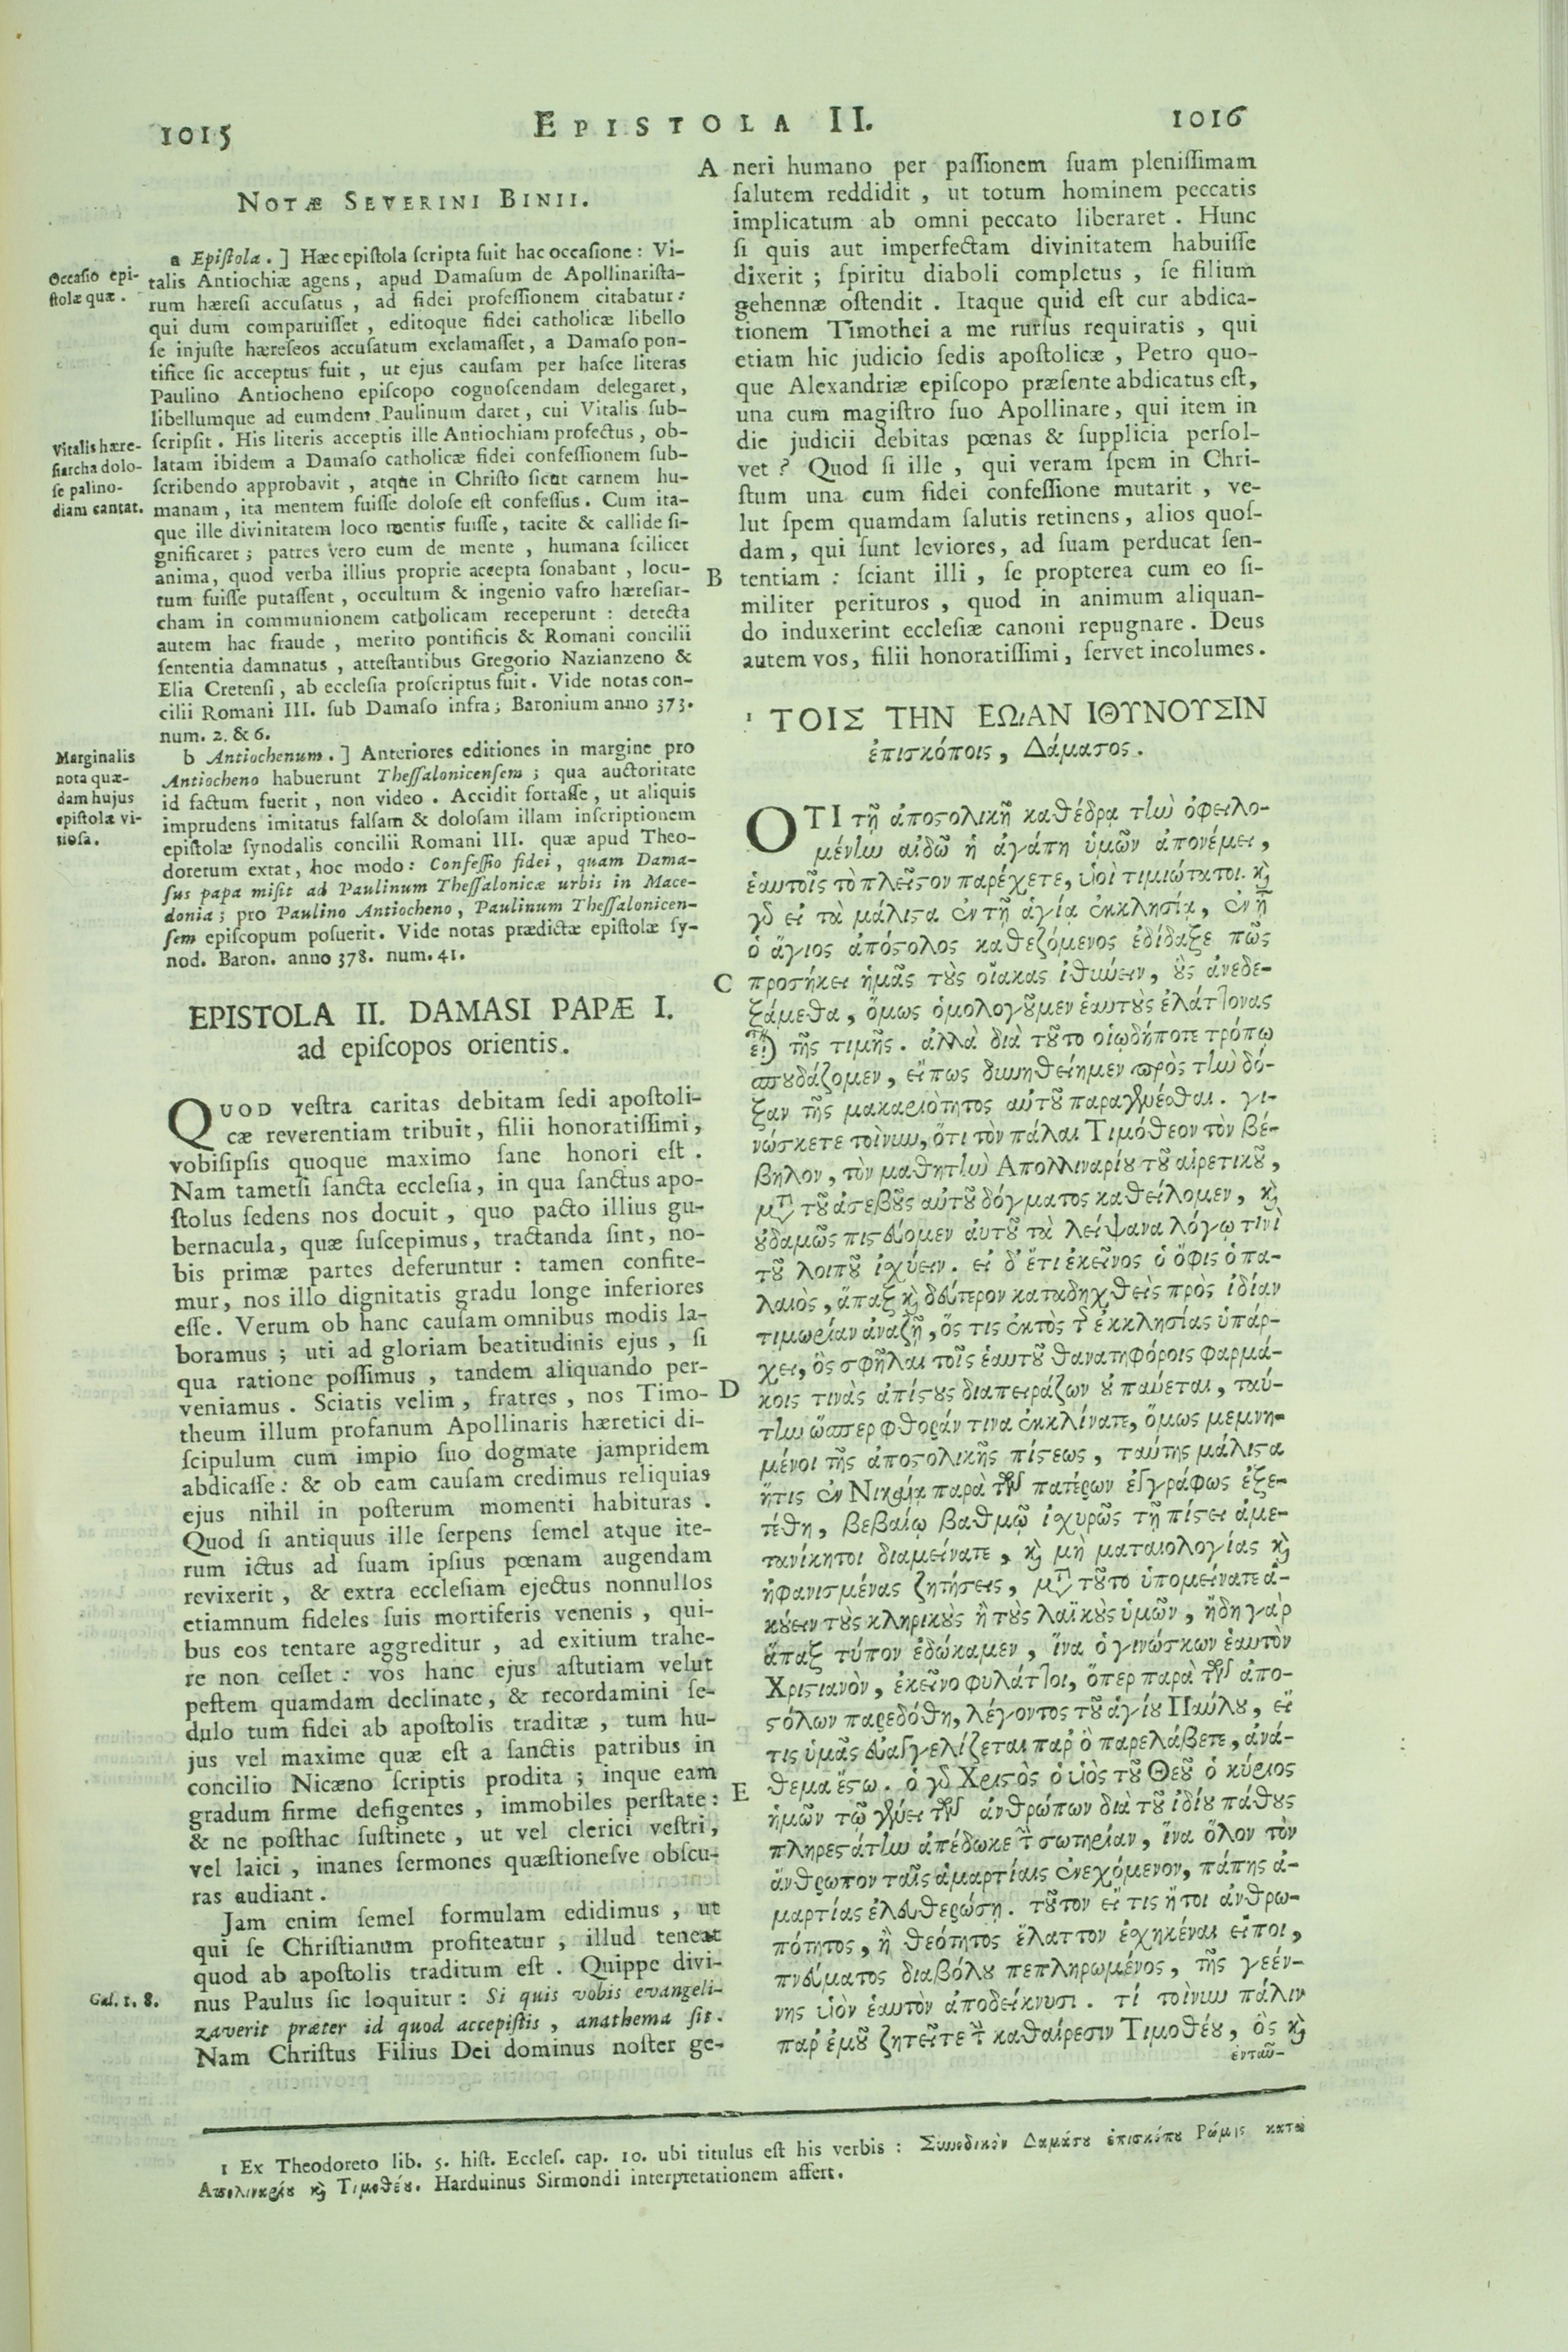 1015
EPISTOLA II.
1016
NOTÆ SEVERINI BINII.
a Epistola. ] Hæc epistola scripta fuit hac occasione: Vi-
Occasio epi-
stolæ quæ.
talis Antiochiæ agens, apud Damasum de Apollinarista-
rum hæresi accusatus, ad fidei professionem citabatur:
qui dum comparuisset, editoque fidei catholicæ libello
se injuste hæreseos accusatum exclamasset, a Damaso pon-
tifice sic acceptus fuit, ut ejus causam per hasce literas
Paulino Antiocheno episcopo cognoscendam delegaret,
libellumque ad eumdem Paulinum daret, cui Vitalis sub-
scripsit. His literis acceptis ille Antiochiam profectus, ob-
Vitalis hære-
siarcha dolo-
se palino-
diam cantat.
latam ibidem a Damaso catholicæ fidei confessionem sub-
scribendo approbavit, atque in Christo sicut carnem hu-
manam, ita mentem fuisse dolose est confessus. Cum ita-
que ille divinitatem loco mentis fuisse, tacite & callide si-
gnificaret; patres vero eum de mente, humana scilicet
anima, quod verba illius proprie accepta sonabant, locu-
tum fuisse putassent, occultum & ingenio vafro hæresiar-
cham in communionem catholicam receperunt: detecta
autem hac fraude, merito pontificis & Romani concilii
sententia damnatus, attestantibus Gregorio Nazianzeno &
Elia Cretensi, ab ecclesia proscriptus fuit. Vide notas con-
cilii Romani III. sub Damaso infra; Baronium anno 373.
num. 2. & 6.
b Antiochenum. ] Anteriores editiones in margine pro
Marginalis
nota quæ-
dam hujus
epistolæ vi-
tiosa.
Antiocheno habuerunt Thessalonicensem; qua auctoritate
id factum fuerit, non video. Accidit fortasse, ut aliquis
imprudens imitatus falsam & dolosam illam inscriptionem
epistolæ synodalis concilii Romani III. quæ apud Theo-
doretum extat, hoc modo: Confessio fidei, quam Dama-
sus papa misit ad Paulinum Thessalonicæ urbis in Mace-
donia; pro Paulino Antiocheno, Paulinum Thessalonicen-
sem episcopum posuerit. Vide notas prædictæ epistolæ sy-
nod. Baron. anno 378. num. 41.
EPISTOLA II. DAMASI PAPÆ I.
ad episcopos orientis.
QUOD vestra caritas debitam sedi apostoli-
cæ reverentiam tribuit, filii honoratissimi,
vobisipsis quoque maximo sane honori est.
Nam tametsi sancta ecclesia, in qua sanctus apo-
stolus sedens nos docuit, quo pacto illius gu-
bernacula, quæ suscepimus, tractanda sint, no-
bis primæ partes deferuntur: tamen confite-
mur, nos illo dignitatis gradu longe inferiores
esse. Verum ob hanc causam omnibus modis la-
boramus; uti ad gloriam beatitudinis ejus, si
qua ratione possimus, tandem aliquando per-
veniamus. Sciatis velim, fratres, nos Timo-
theum illum profanum Apollinaris hæretici di-
scipulum cum impio suo dogmate jampridem
abdicasse: & ob eam causam credimus reliquias
ejus nihil in posterum momenti habituras.
Quod si antiquus ille serpens semel atque ite-
rum ictus ad suam ipsius pœnam augendam
revixerit, & extra ecclesiam ejectus nonnullos
etiamnum fideles suis mortiferis venenis, qui-
bus eos tentare aggreditur, ad exitium trahe-
re non cesset: vos hanc ejus astutiam velut
pestem quamdam declinate, & recordamini se-
dulo tum fidei ab apostolis traditæ, tum hu-
jus vel maxime quæ est a sanctis patribus in
concilio Nicæno scriptis prodita; inque eam
gradum firme defigentes, immobiles perstate:
& ne posthac sustinete, ut vel clerici vestri,
vel laici, inanes sermones quæstionesve obscu-
ras audiant.
Jam enim semel formulam edidimus, ut
qui se Christianum profiteatur, illud teneat
quod ab apostolis traditum est. Quippe divi-
Gal. 1. 8.
nus Paulus sic loquitur: Si quis vobis evangeli-
zaverit præter id quod accepistis, anathema sit.
Nam Christus Filius Dei dominus noster ge-
A neri humano per passionem suam plenissimam
salutem reddidit, ut totum hominem peccatis
implicatum ab omni peccato liberaret. Hunc
si quis aut imperfectam divinitatem habuisse
dixerit; spiritu diaboli completus, se filium
gehennæ ostendit. Itaque quid est cur abdica-
tionem Timothei a me rursus requiratis, qui
etiam hic judicio sedis apostolicæ, Petro quo-
que Alexandriæ episcopo præsente abdicatus est,
una cum magistro suo Apollinare, qui item in
die judicii debitas pœnas & supplicia persol-
vet? Quod si ille, qui veram spem in Chri-
stum una cum fidei confessione mutarit, ve-
lut spem quamdam salutis retinens, alios quos-
dam, qui sunt leviores, ad suam perducat sen-
B tentiam: sciant illi, se propterea cum eo si-
militer perituros, quod in animum aliquan-
do induxerint ecclesiæ canoni repugnare. Deus
autem vos, filii honoratissimi, servet incolumes.
1 ΤΟΙΣ ΤΗΝ ΕΩΑΝ ΙΘΥΝΟΥΣΙΝ
ἐπισκόποις, Δάματος.
ΟΤΙ τῇ ἀποστολικῇ καθέδρᾳ τὴν ὀφειλο-
μένην αἰδῶ ἡ ἀγάπη ὑμῶν ἀπονέμει,
ἑαυτοῖς τὸ πλεῖστον παρέχετε, υἱοὶ τιμιώτατοι. καὶ
γὸ εἰ τὰ μάλιστα ἐν τῇ ἁγίᾳ ἐκκλησίᾳ, ἐν ᾗ
ὁ ἅγιος ἀπόστολος καθεζόμενος ἐδίδαξε πῶς
C προσήκει ἡμᾶς τοὺς οἴακας ἰθύνειν, οὓς ἀνεδε-
ξάμεθα, ὅμως ὁμολογοῦμεν ἑαυτοὺς ἐλάττονας
εἶναι τῆς τιμῆς. ἀλλὰ διὰ τοῦτο οἱῳδήποτε τρόπῳ
σπουδάζομεν, εἴπως δυνηθείημεν πρὸς τὴν δό-
ξαν τῆς μακαριότητος αὐτοῦ παραγενέσθαι. γι-
νώσκετε τοίνυν, ὅτι τὸν πάλαι Τιμόθεον τὸν βέ-
βηλον, τὸν μαθητὴν Απολλιναρίου τοῦ αἱρετικοῦ,
μετὰ τοῦ ἀσεβοῦς αὐτοῦ δόγματος καθείλομεν, καὶ
οὐδαμῶς πιστεύομεν αὐτοῦ τὰ λείψανα λόγῳ τινὶ
τοῦ λοιποῦ ἰσχύειν. εἰ δ' ἔτι ἐκεῖνος ὁ ὄφις ὁ πα-
λαιὸς, ἅπαξ καὶ δεύτερον καταδηχθεὶς πρὸς ἰδίαν
τιμωρίαν ἀναζῇ, ὅς τις ἐκτὸς τῆς ἐκκλησίας ὑπάρ-
χει, ὃς σφῆλαι τοῖς ἑαυτοῦ θανατηφόροις φαρμά-
D κοις τινὰς ἀπίστους διαπειράζων οὐ παύεται, ταύ-
την ὥσπερ φθοράν τινα ἐκκλίνατε, ὅμως μεμνη-
μένοι τῆς ἀποστολικῆς πίστεως, ταύτης μάλιστα
ἥτις ἐν Νικαίᾳ παρὰ τῶν πατέρων ἐγγράφως ἐξε-
τέθη, βεβαίῳ βαθμῷ ἰσχυρῶς τῇ πίστει ἀμε-
τανίκητοι διαμείνατε, καὶ μὴ ματαιολογίας καὶ
ἠφανισμένας ζητήσεις, μετὰ τοῦτο ὑπομείνατε ἀ-
κούειν τοὺς κληρικοὺς ἢ τοὺς λαϊκοὺς ὑμῶν, ἤδη γὰρ
ἅπαξ τύπον ἐδώκαμεν, ἵνα ὁ γινώσκων ἑαυτὸν
Χριστιανὸν, ἐκεῖνο φυλάττοι, ὅπερ παρὰ τῶν ἀπο-
στόλων παρεδόθη, λέγοντος τοῦ ἁγίου Παύλου, εἴ
τις ὑμᾶς εὐαγγελίζεται παρ' ὃ παρελάβετε, ἀνά-
E θεμα ἔστω. ὁ γὸ Χριστὸς ὁ υἱὸς τοῦ Θεοῦ ὁ κύριος
ἡμῶν τῷ γένει τῶν ἀνθρώπων διὰ τοῦ ἰδίου πάθους
πληρεστάτην ἀπέδωκε τὴν σωτηρίαν, ἵνα ὅλον τὸν
ἄνθρωπον ταῖς ἁμαρτίαις ἐνεχόμενον, πάπης ἁ-
μαρτίας ἐλευθερώσῃ. τοῦτον εἴ τις ἤτοι ἀνθρω-
πότητος, ἢ θεότητος ἔλαττον ἐσχηκέναι εἴποι,
πνεύματος διαβόλου πεπληρωμένος, τῆς γεέν-
νης υἱὸν ἑαυτὸν ἀποδείκνυσι. τί τοίνυν πάλιν
παρ' ἐμοῦ ζητεῖτε τὴν καθαίρεσιν Τιμοθέου, ὃς καὶ
ἐνταῦ-
1 Ex Theodoreto lib. 5. hist. Eccles. cap. 10. ubi titulus est his verbis: Συνοδικὸν Δαμάσου ἐπισκόπου Ρώμης κατὰ
Απολιναρίου καὶ Τιμοθέου. Harduinus Sirmondi interpretationem affert.